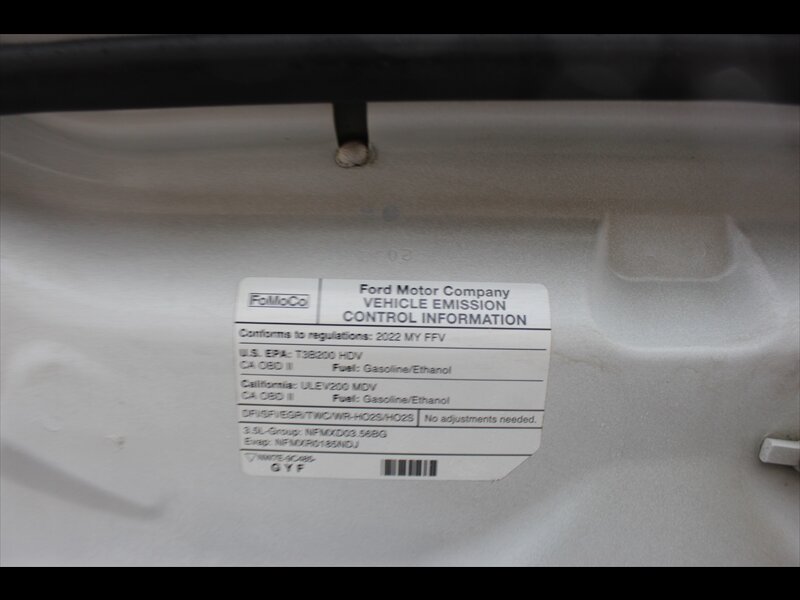 FoMoCo
Ford Motor Company
VEHICLE EMISSION
CONTROL INFORMATION
Conforms to regulations: 2022 MY FFV
U.S. EPA: T3B200 HDV
CA OBD II Fuel: Gasoline/Ethanol
California: ULEV200 MDV
CA OBD II Fuel: Gasoline/Ethanol
DFI/SFI/EGR/TWC/WR-HO2S/HO2S No adjustments needed.
3.5L-Group: NFMXD03.56BG
Evap: NFMXR0185NDJ
GYF